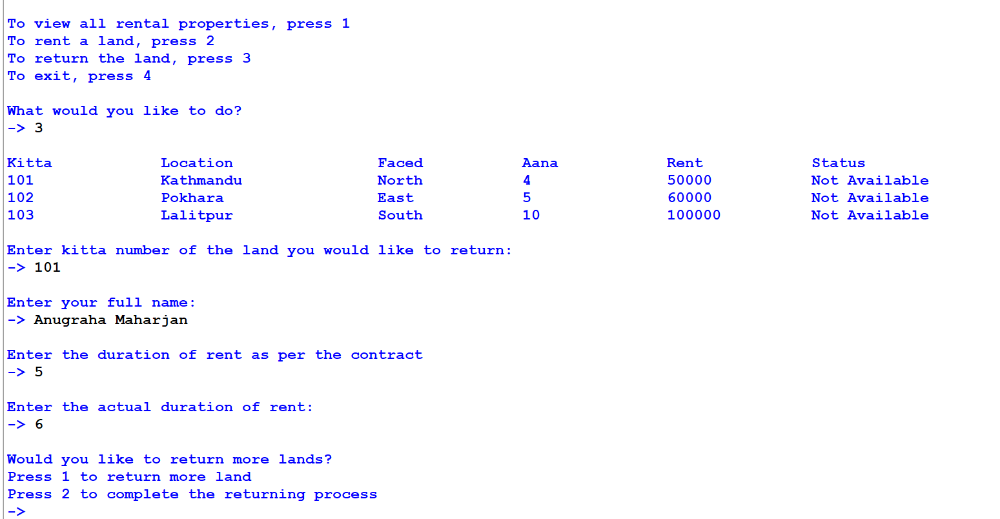 To view all rental properties, press 1
To rent a land, press 2
To return the land, press 3
To exit, press 4
What would you like to do?
-> 3
Kitta Location Faced Aana Rent Status
101 Kathmandu North 4 50000 Not Available
102 Pokhara East 5 60000 Not Available
103 Lalitpur South 10 100000 Not Available
Enter kitta number of the land you would like to return:
-> 101
Enter your full name:
-> Anugraha Maharjan
Enter the duration of rent as per the contract
-> 5
Enter the actual duration of rent:
-> 6
Would you like to return more lands?
Press 1 to return more land
Press 2 to complete the returning process
->